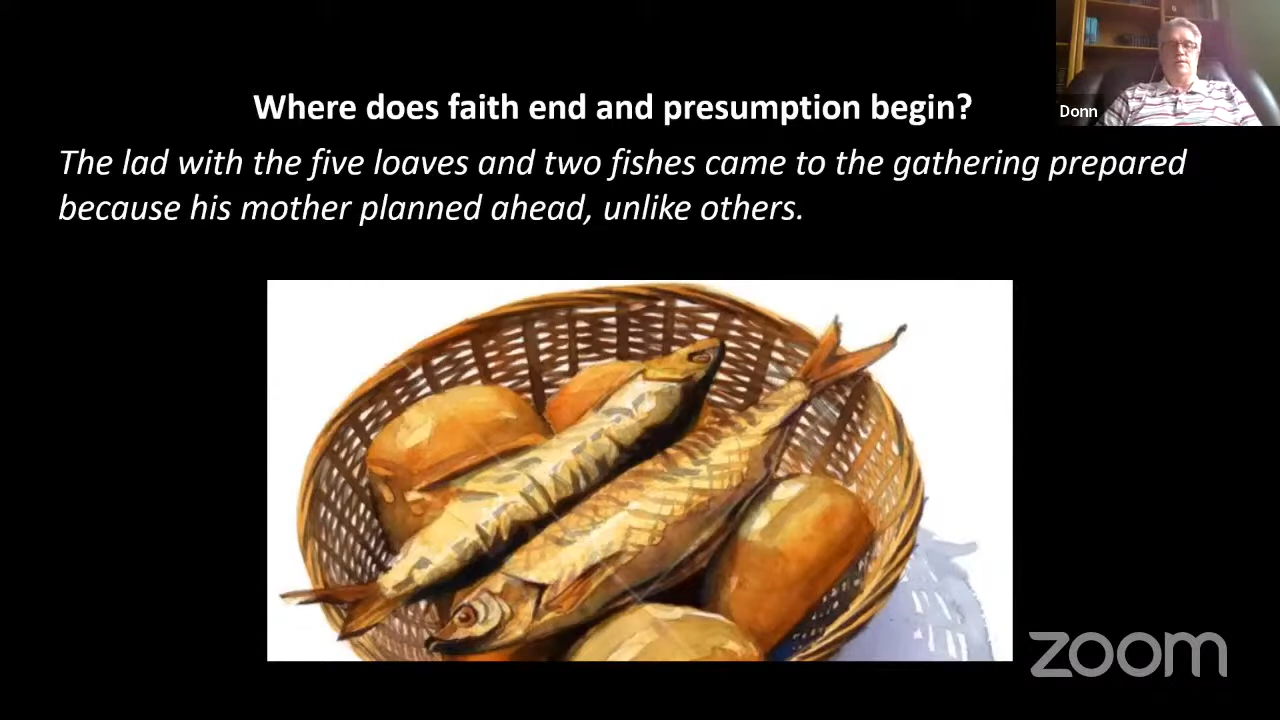 Where does faith end and presumption begin?
Donn
The lad with the five loaves and two fishes came to the gathering prepared
because his mother planned ahead, unlike others.
zoom